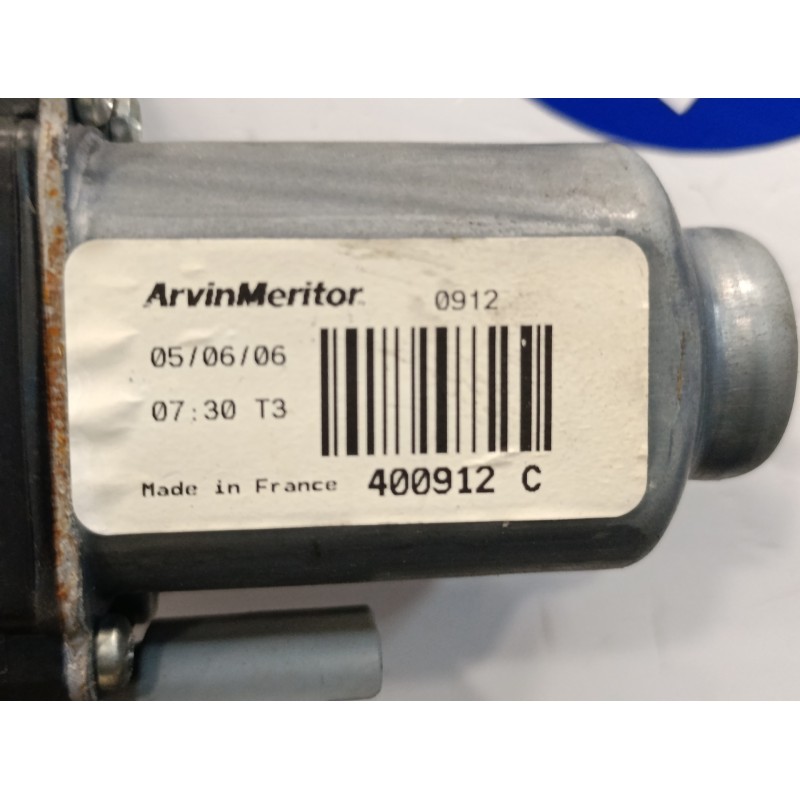 ArvinMeritor. 0912
05/06/06
07:30 T3
Made in France 400912 C